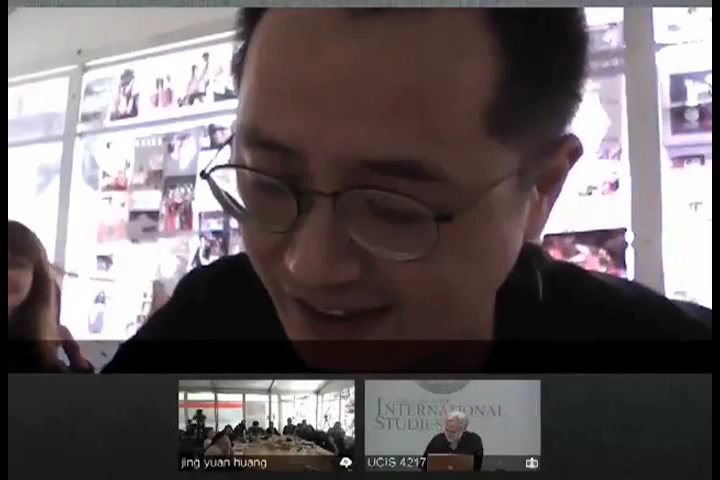 INTERNATIONAL
STUDIES
jing yuan huang
UCIS 4217